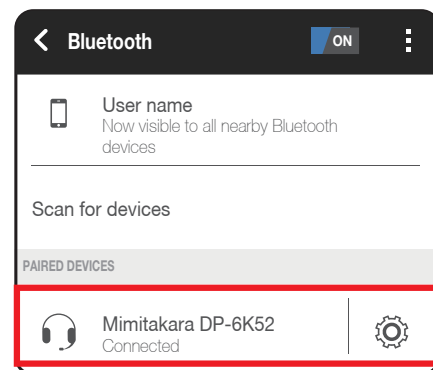 Bluetooth
ON
User name
Now visible to all nearby Bluetooth
devices
Scan for devices
PAIRED DEVICES
Mimitakara DP-6K52
Connected